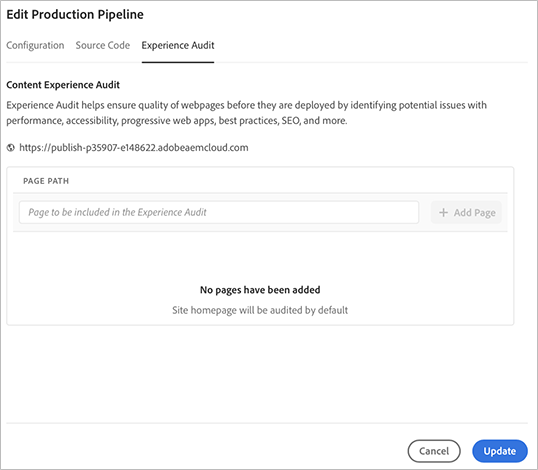 Edit Production Pipeline
Configuration Source Code Experience Audit
Content Experience Audit
Experience Audit helps ensure quality of webpages before they are deployed by identifying potential issues with
performance, accessibility, progressive web apps, best practices, SEO, and more.
https://publish-p35907-e148622.adobeaemcloud.com
PAGE PATH
Page to be included in the Experience Audit
+ Add Page
No pages have been added
Site homepage will be audited by default
Cancel Update